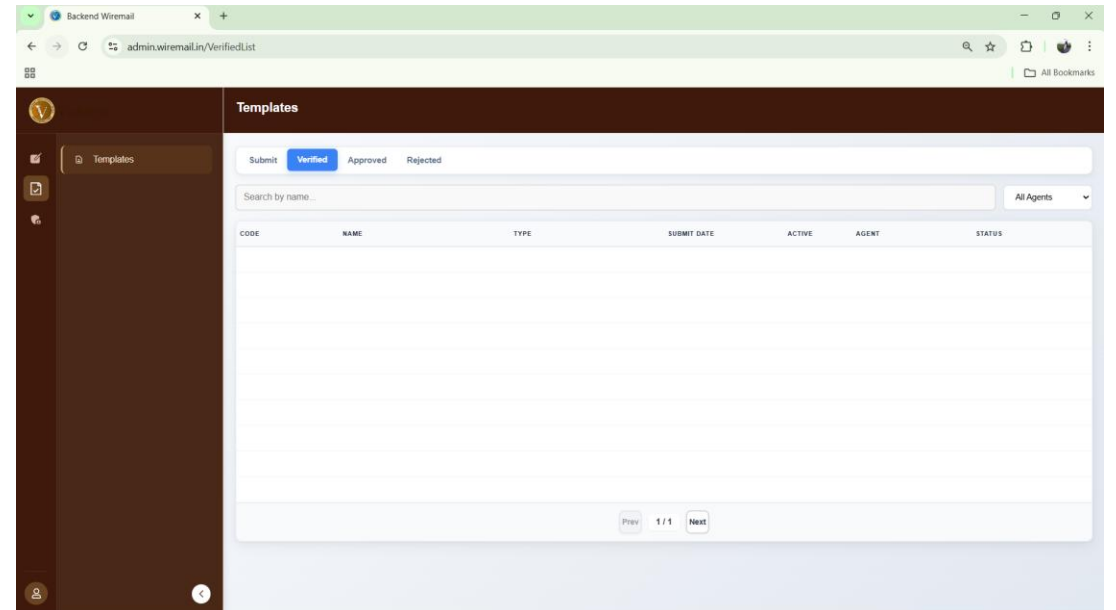 Backend Wiremail
admin.wiremail.in/VerifiedList
All Bookmarks
V
Templates
Templates
Submit Verified Approved Rejected
Search by name...
All Agents
CODE NAME TYPE SUBMIT DATE ACTIVE AGENT STATUS
Prev 1 / 1 Next